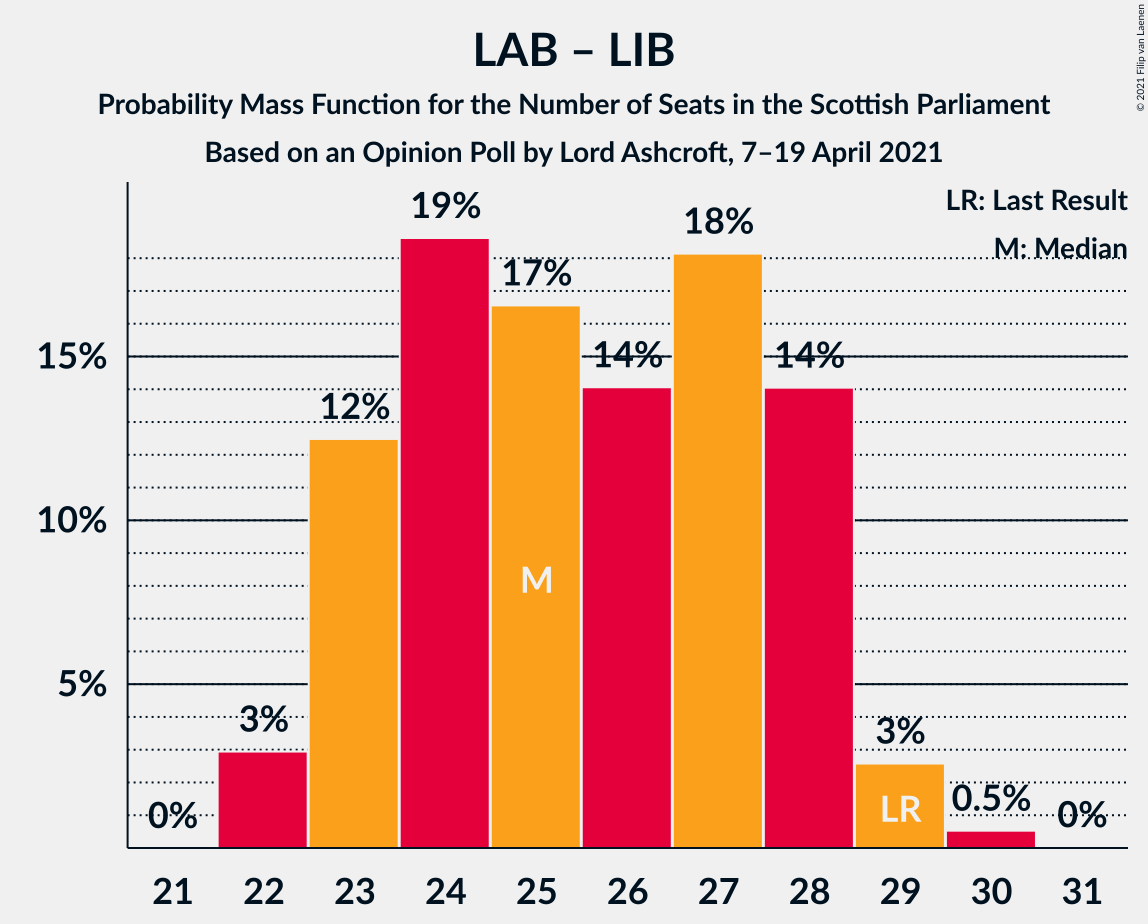 LAB – LIB
Probability Mass Function for the Number of Seats in the Scottish Parliament
Based on an Opinion Poll by Lord Ashcroft, 7–19 April 2021
© 2021 Filip van Laenen
LR: Last Result
M: Median
15%
10%
5%
0%
3%
12%
19%
17%
14%
18%
14%
3%
0.5%
0%
M
LR
21 22 23 24 25 26 27 28 29 30 31